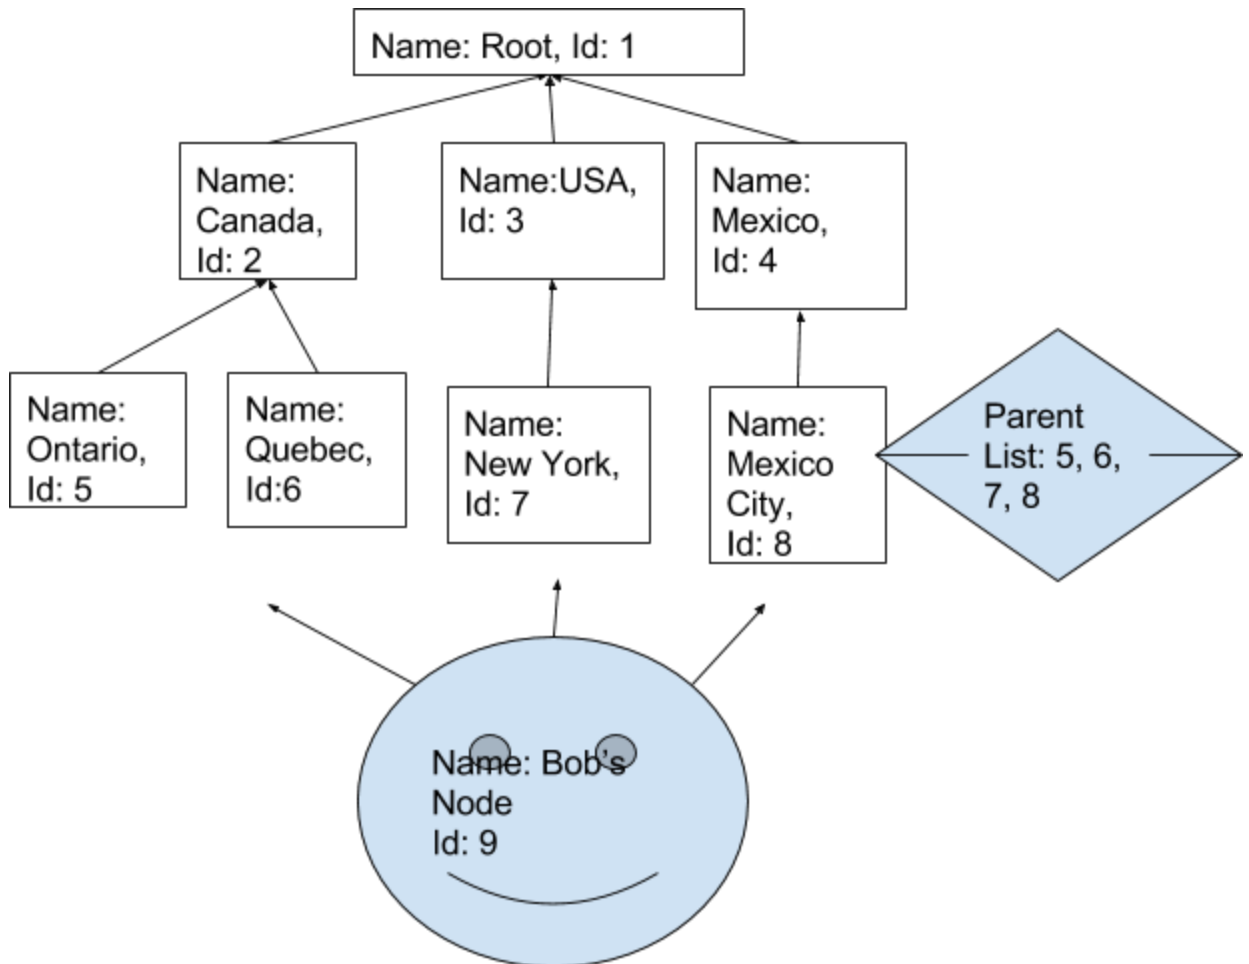 Name: Root, Id: 1
Name:
Canada,
Id: 2
Name:USA,
Id: 3
Name:
Mexico,
Id: 4
Name:
Ontario,
Id: 5
Name:
Quebec,
Id:6
Name:
New York,
Id: 7
Name:
Mexico
City,
Id: 8
Parent
List: 5, 6,
7, 8
Name: Bob's
Node
Id: 9